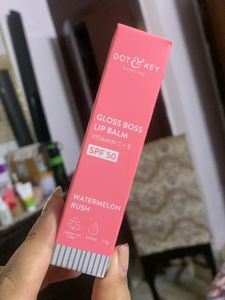 DOT & KEY
SKINCARE
GLOSS BOSS
LIP BALM
VITAMIN C + E
SPF 50
WATERMELON
RUSH